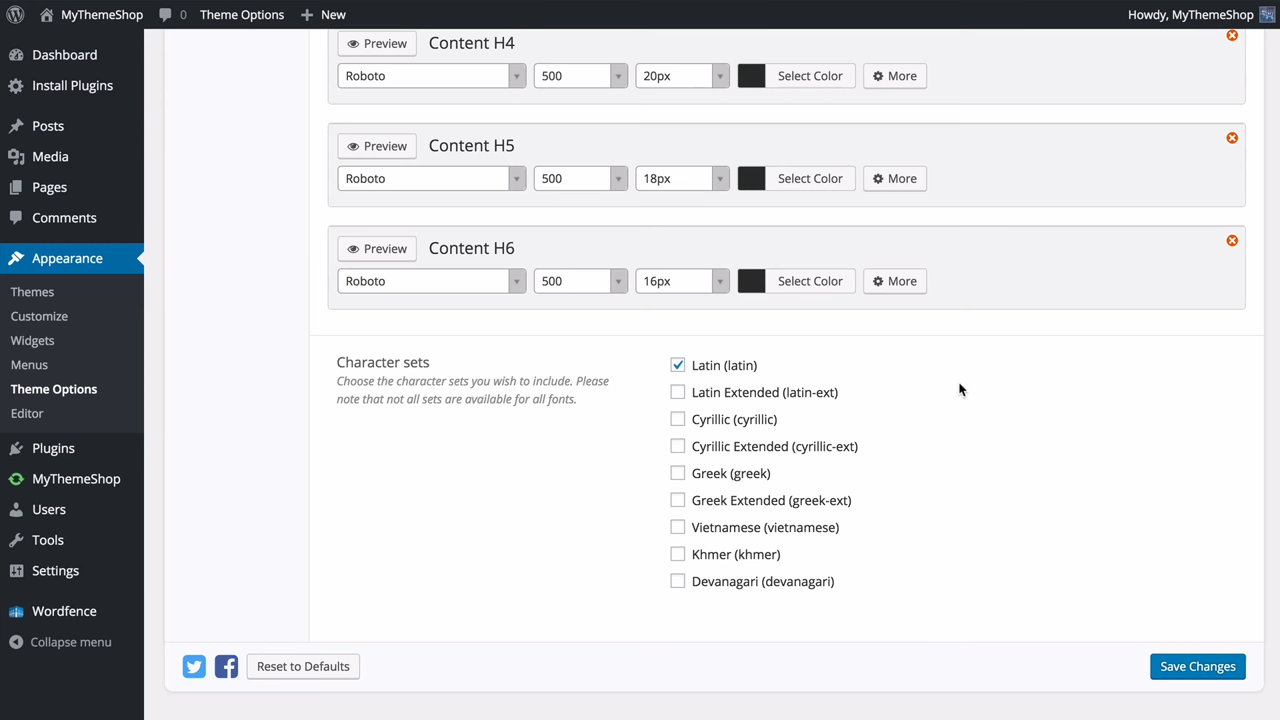 MyThemeShop 0 Theme Options New Howdy, MyThemeShop
Dashboard
Install Plugins
Posts
Media
Pages
Comments
Appearance
Themes
Customize
Widgets
Menus
Theme Options
Editor
Plugins
MyThemeShop
Users
Tools
Settings
Wordfence
Collapse menu
Preview Content H4
Roboto 500 20px Select Color More
Preview Content H5
Roboto 500 18px Select Color More
Preview Content H6
Roboto 500 16px Select Color More
Character sets
Choose the character sets you wish to include. Please
note that not all sets are available for all fonts.
Latin (latin)
Latin Extended (latin-ext)
Cyrillic (cyrillic)
Cyrillic Extended (cyrillic-ext)
Greek (greek)
Greek Extended (greek-ext)
Vietnamese (vietnamese)
Khmer (khmer)
Devanagari (devanagari)
Reset to Defaults Save Changes